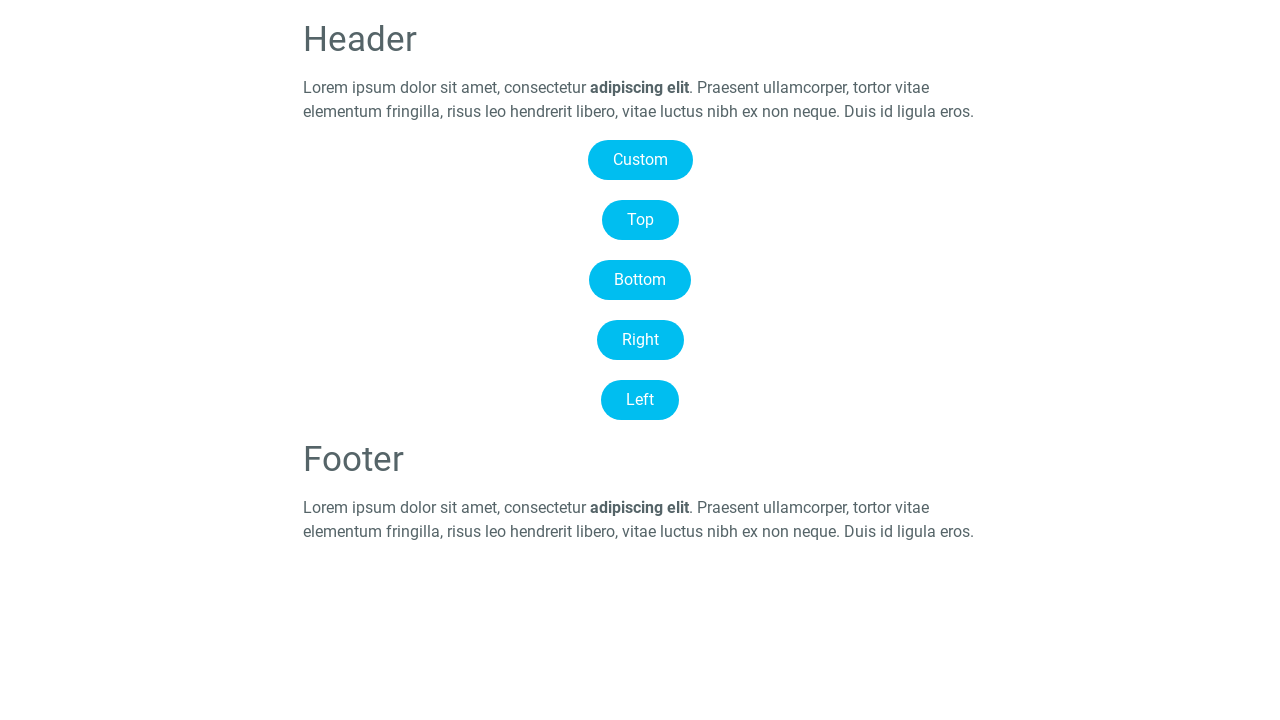 Header
Lorem ipsum dolor sit amet, consectetur adipiscing elit. Praesent ullamcorper, tortor vitae
elementum fringilla, risus leo hendrerit libero, vitae luctus nibh ex non neque. Duis id ligula eros.
Custom
Top
Bottom
Right
Left
Footer
Lorem ipsum dolor sit amet, consectetur adipiscing elit. Praesent ullamcorper, tortor vitae
elementum fringilla, risus leo hendrerit libero, vitae luctus nibh ex non neque. Duis id ligula eros.